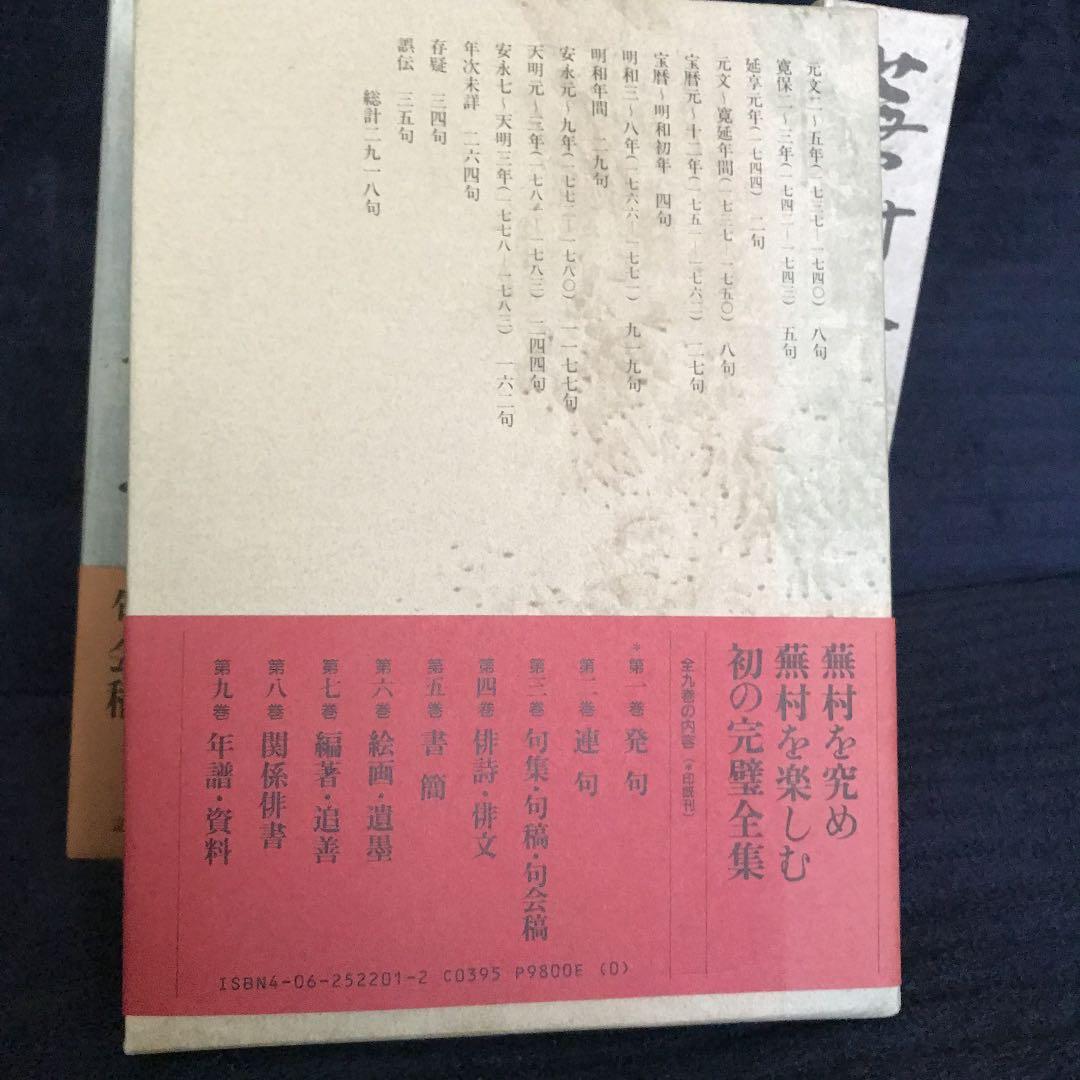 元文二～五年(一七三七―一七四〇) 八句
寛保二～三年(一七四二―一七四三) 五句
延享元年(一七四四) 二句
元文～寛延年間(一七三七―一七五〇) 八句
宝暦元～十二年(一七五一―一七六二) 二七句
宝暦～明和初年 四句
明和三～八年(一七六六―一七七一) 九一九句
明和年間 二九句
安永元～九年(一七七二―一七八〇) 一一七七句
天明元～三年(一七八一―一七八三) 二四四句
安永七～天明三年(一七七八―一七八三) 一六二句
年次未詳 二六四句
存疑 三四句
誤伝 三五句
総計二九一八句
蕪村を究め
蕪村を楽しむ
初の完璧全集
全九巻の内容(*印既刊)
*第一巻 発句
第二巻 連句
第三巻 句集・句稿・句会稿
第四巻 俳詩・俳文
第五巻 書簡
第六巻 絵画・遺墨
第七巻 編著・追善
第八巻 関係俳書
第九巻 年譜・資料
ISBN4-06-252201-2 C0395 P9800E (0)
蕪村
会稿